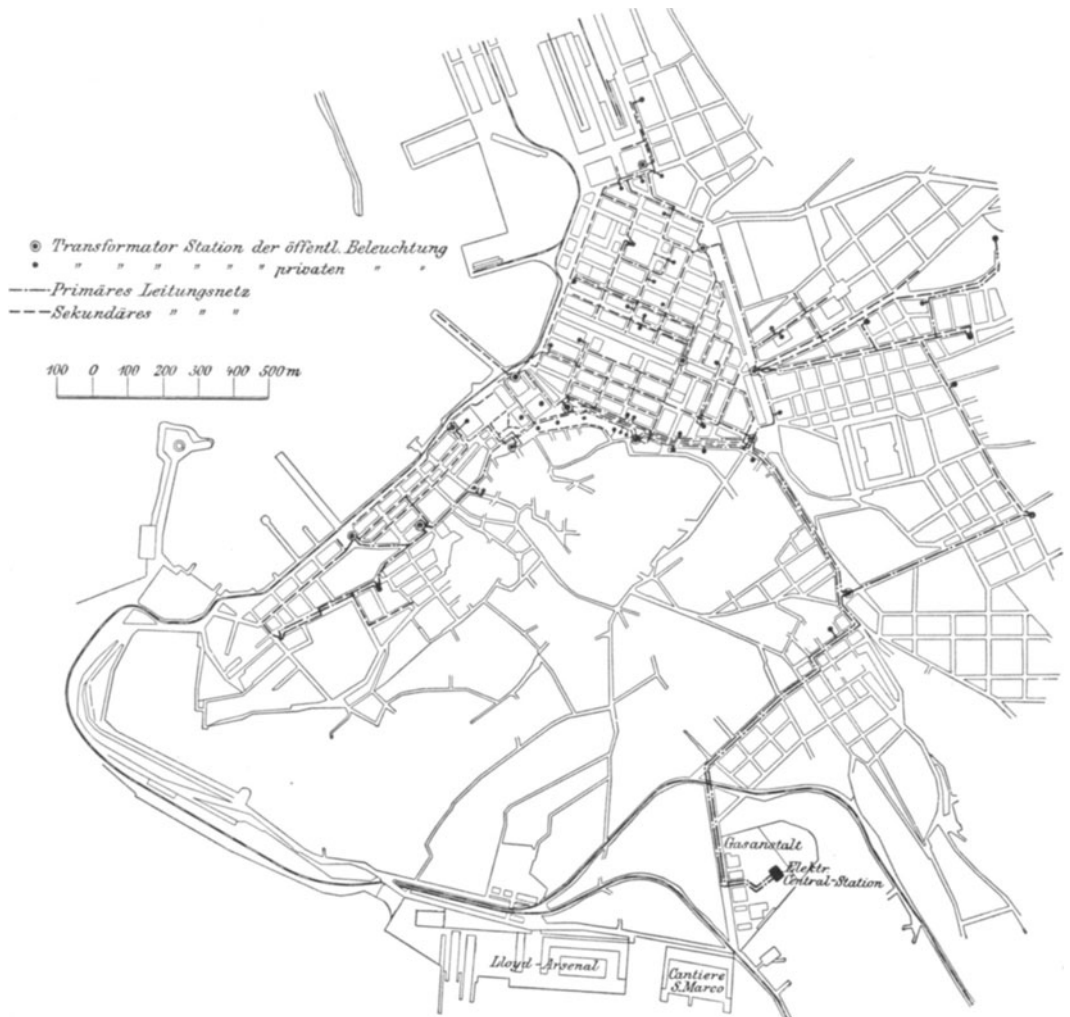 Transformator Station der öffentl. Beleuchtung
" " " " " " privaten " "
Primäres Leitungsnetz
Sekundäres " " "
100 0 100 200 300 400 500 m
Gasanstalt
Elektr.
Central-Station
Lloyd-Arsenal
Cantiere
S. Marco